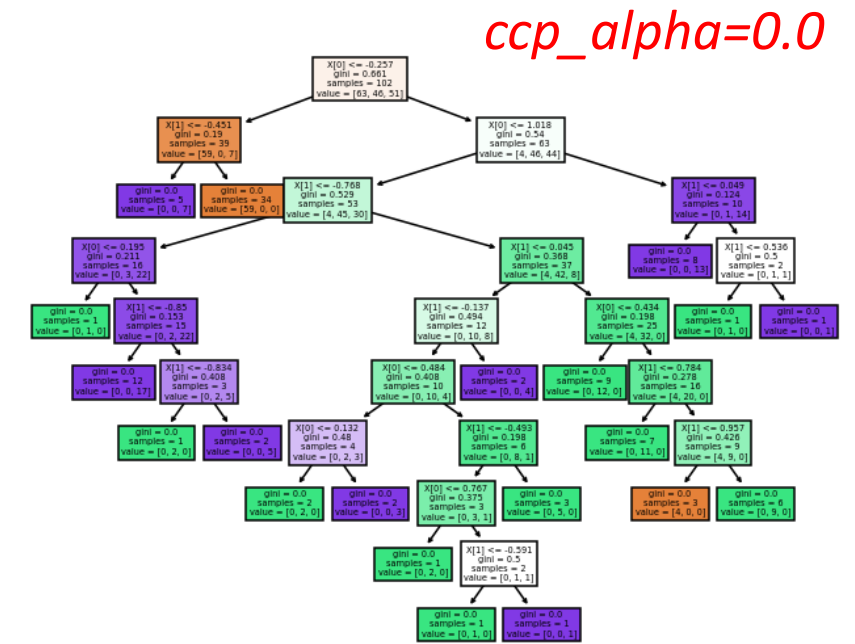 ccp_alpha=0.0
X[0] <= -0.257
gini = 0.661
samples = 102
value = [63, 46, 51]
X[1] <= -0.451
gini = 0.19
samples = 39
value = [59, 0, 7]
X[0] <= 1.018
gini = 0.54
samples = 63
value = [4, 46, 44]
gini = 0.0
samples = 5
value = [0, 0, 7]
gini = 0.0
samples = 34
value = [59, 0, 0]
X[1] <= -0.768
gini = 0.529
samples = 53
value = [4, 45, 30]
X[1] <= 0.049
gini = 0.124
samples = 10
value = [0, 1, 14]
X[0] <= 0.195
gini = 0.211
samples = 16
value = [0, 3, 22]
X[1] <= 0.045
gini = 0.368
samples = 37
value = [4, 42, 8]
gini = 0.0
samples = 8
value = [0, 0, 13]
X[1] <= 0.536
gini = 0.5
samples = 2
value = [0, 1, 1]
gini = 0.0
samples = 1
value = [0, 1, 0]
X[1] <= -0.85
gini = 0.153
samples = 15
value = [0, 2, 22]
X[1] <= -0.137
gini = 0.494
samples = 12
value = [0, 10, 8]
X[0] <= 0.434
gini = 0.198
samples = 25
value = [4, 32, 0]
gini = 0.0
samples = 1
value = [0, 1, 0]
gini = 0.0
samples = 1
value = [0, 0, 1]
gini = 0.0
samples = 12
value = [0, 0, 17]
X[1] <= -0.834
gini = 0.408
samples = 3
value = [0, 2, 5]
X[0] <= 0.484
gini = 0.408
samples = 10
value = [0, 10, 4]
gini = 0.0
samples = 2
value = [0, 0, 4]
gini = 0.0
samples = 9
value = [0, 12, 0]
X[1] <= 0.784
gini = 0.278
samples = 16
value = [4, 20, 0]
gini = 0.0
samples = 1
value = [0, 2, 0]
gini = 0.0
samples = 2
value = [0, 0, 5]
X[0] <= 0.132
gini = 0.48
samples = 4
value = [0, 2, 3]
X[1] <= -0.493
gini = 0.198
samples = 6
value = [0, 8, 1]
gini = 0.0
samples = 7
value = [0, 11, 0]
X[1] <= 0.957
gini = 0.426
samples = 9
value = [4, 9, 0]
gini = 0.0
samples = 2
value = [0, 2, 0]
gini = 0.0
samples = 2
value = [0, 0, 3]
X[0] <= 0.767
gini = 0.375
samples = 3
value = [0, 3, 1]
gini = 0.0
samples = 3
value = [0, 5, 0]
gini = 0.0
samples = 3
value = [4, 0, 0]
gini = 0.0
samples = 6
value = [0, 9, 0]
gini = 0.0
samples = 1
value = [0, 2, 0]
X[1] <= -0.591
gini = 0.5
samples = 2
value = [0, 1, 1]
gini = 0.0
samples = 1
value = [0, 1, 0]
gini = 0.0
samples = 1
value = [0, 0, 1]